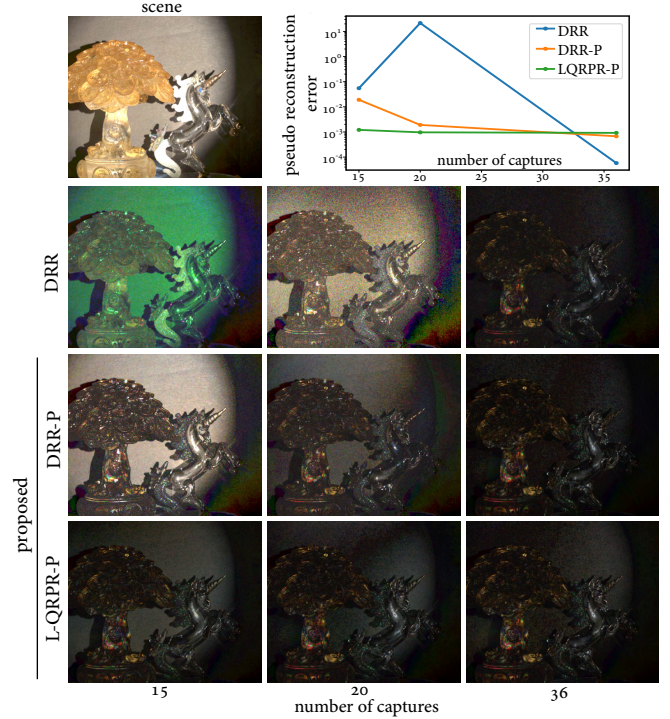 scene
pseudo reconstruction
error
10¹
10⁰
10⁻¹
10⁻²
10⁻³
10⁻⁴
DRR
DRR-P
LQRPR-P
number of captures
15
20
25
30
35
DRR
proposed
DRR-P
L-QRPR-P
15
20
36
number of captures